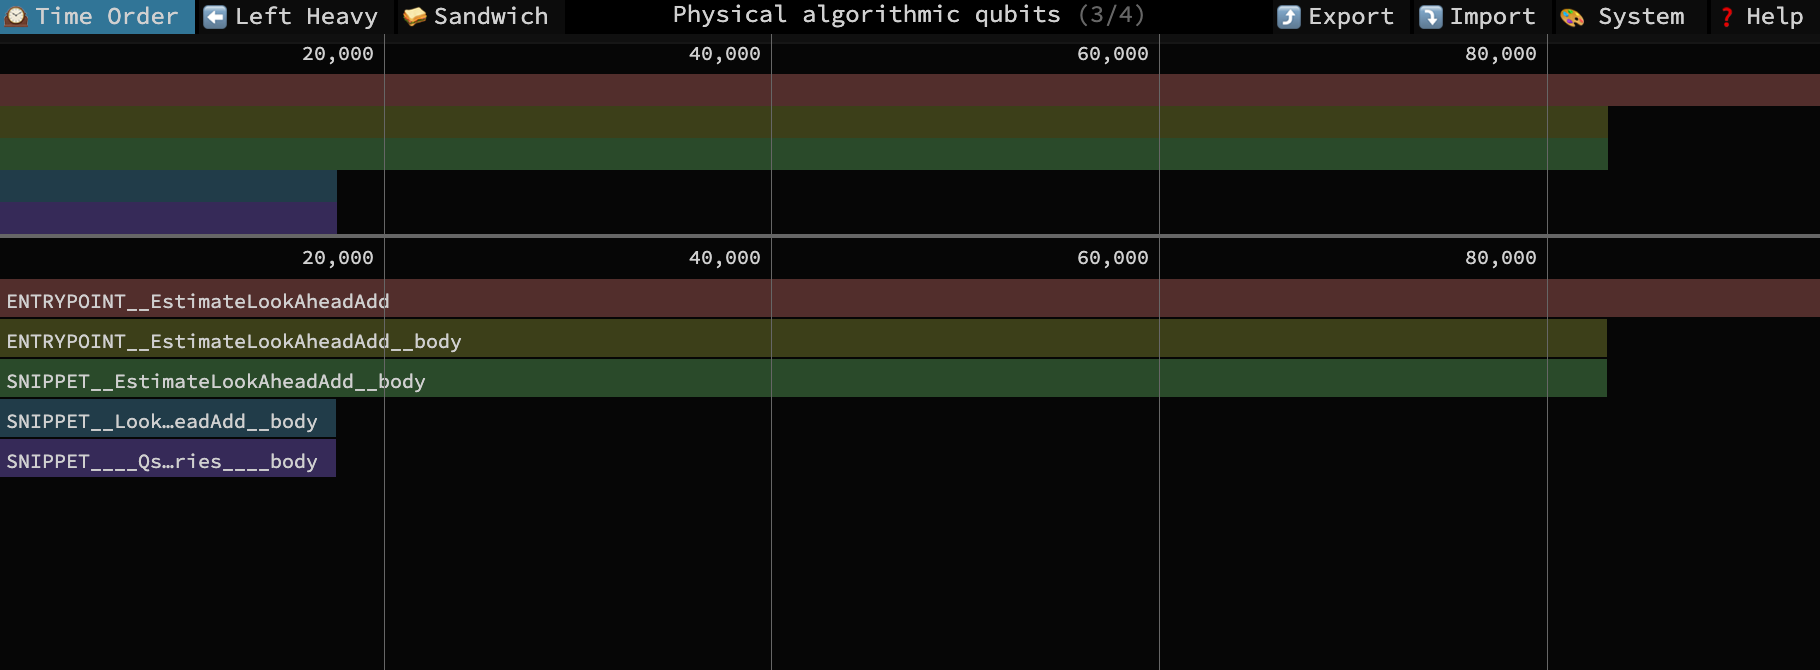 Time Order Left Heavy Sandwich Physical algorithmic qubits (3/4) Export Import System Help
20,000 40,000 60,000 80,000
20,000 40,000 60,000 80,000
ENTRYPOINT__EstimateLookAheadAdd
ENTRYPOINT__EstimateLookAheadAdd__body
SNIPPET__EstimateLookAheadAdd__body
SNIPPET__Look…eadAdd__body
SNIPPET____Qs…ries____body